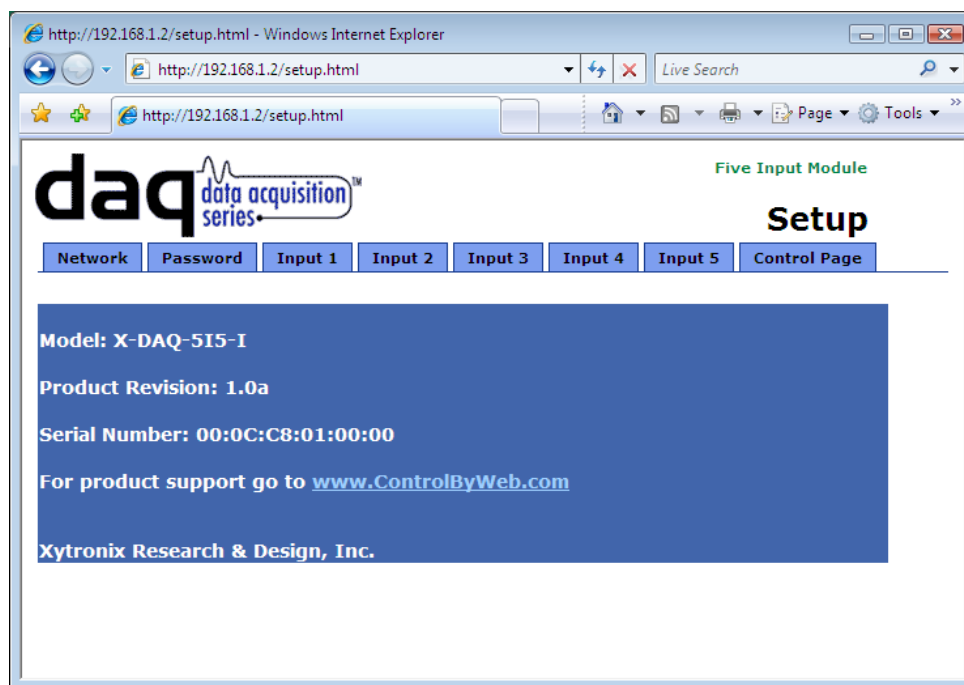 http://192.168.1.2/setup.html - Windows Internet Explorer
http://192.168.1.2/setup.html
Live Search
http://192.168.1.2/setup.html
Page
Tools
daq data acquisition series ™
Five Input Module
Setup
Network Password Input 1 Input 2 Input 3 Input 4 Input 5 Control Page
Model: X-DAQ-5I5-I
Product Revision: 1.0a
Serial Number: 00:0C:C8:01:00:00
For product support go to www.ControlByWeb.com
Xytronix Research & Design, Inc.